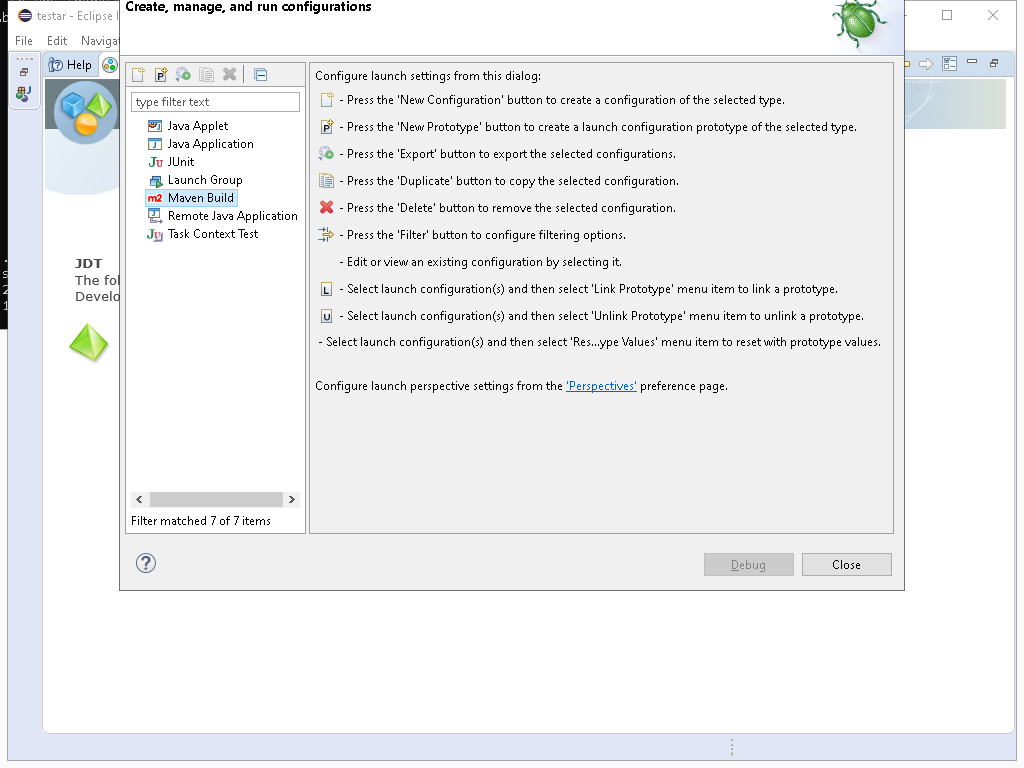 testar - Eclipse
Create, manage, and run configurations
File Edit Navigat
Help
type filter text
Java Applet
Java Application
JUnit
Launch Group
m2 Maven Build
Remote Java Application
Task Context Test
Filter matched 7 of 7 items
Configure launch settings from this dialog:
- Press the 'New Configuration' button to create a configuration of the selected type.
- Press the 'New Prototype' button to create a launch configuration prototype of the selected type.
- Press the 'Export' button to export the selected configurations.
- Press the 'Duplicate' button to copy the selected configuration.
- Press the 'Delete' button to remove the selected configuration.
- Press the 'Filter' button to configure filtering options.
- Edit or view an existing configuration by selecting it.
L - Select launch configuration(s) and then select 'Link Prototype' menu item to link a prototype.
U - Select launch configuration(s) and then select 'Unlink Prototype' menu item to unlink a prototype.
- Select launch configuration(s) and then select 'Res...ype Values' menu item to reset with prototype values.
Configure launch perspective settings from the 'Perspectives' preference page.
JDT
The fol
Develo
Debug
Close